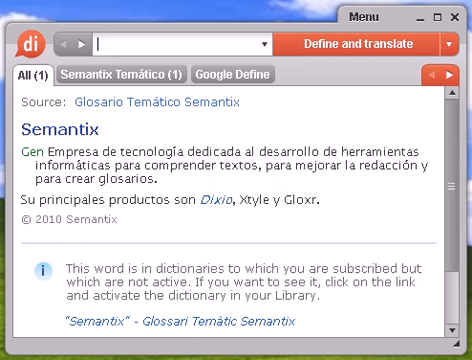 Menu
di
Define and translate
All (1) Semantix Temático (1) Google Define
Source: Glosario Temático Semantix
Semantix
Gen Empresa de tecnología dedicada al desarrollo de herramientas
informáticas para comprender textos, para mejorar la redacción y
para crear glosarios.
Su principales productos son Dixio, Xtyle y Gloxr.
© 2010 Semantix
i
This word is in dictionaries to which you are subscribed but
which are not active. If you want to see it, click on the link
and activate the dictionary in your Library.
"Semantix" - Glossari Temàtic Semantix